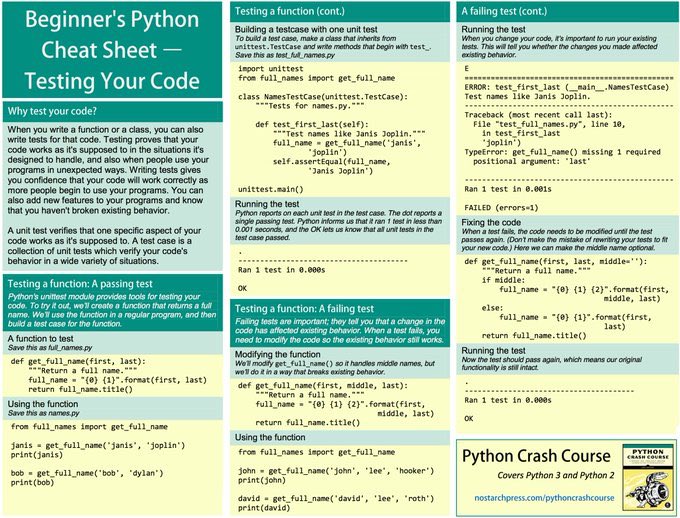 Beginner's Python
Cheat Sheet —
Testing Your Code
Why test your code?
When you write a function or a class, you can also
write tests for that code. Testing proves that your
code works as it's supposed to in the situations it's
designed to handle, and also when people use your
programs in unexpected ways. Writing tests gives
you confidence that your code will work correctly as
more people begin to use your programs. You can
also add new features to your programs and know
that you haven't broken existing behavior.
A unit test verifies that one specific aspect of your
code works as it's supposed to. A test case is a
collection of unit tests which verify your code's
behavior in a wide variety of situations.
Testing a function: A passing test
Python's unittest module provides tools for testing your
code. To try it out, we'll create a function that returns a full
name. We'll use the function in a regular program, and then
build a test case for the function.
A function to test
Save this as full_names.py
def get_full_name(first, last):
"""Return a full name."""
full_name = "{0} {1}".format(first, last)
return full_name.title()
Using the function
Save this as names.py
from full_names import get_full_name
janis = get_full_name('janis', 'joplin')
print(janis)
bob = get_full_name('bob', 'dylan')
print(bob)
Testing a function (cont.)
Building a testcase with one unit test
To build a test case, make a class that inherits from
unittest.TestCase and write methods that begin with test_.
Save this as test_full_names.py
import unittest
from full_names import get_full_name
class NamesTestCase(unittest.TestCase):
"""Tests for names.py."""
def test_first_last(self):
"""Test names like Janis Joplin."""
full_name = get_full_name('janis',
'joplin')
self.assertEqual(full_name,
'Janis Joplin')
unittest.main()
Running the test
Python reports on each unit test in the test case. The dot reports a
single passing test. Python informs us that it ran 1 test in less than
0.001 seconds, and the OK lets us know that all unit tests in the
test case passed.
.
---------------------------------------
Ran 1 test in 0.000s
OK
Testing a function: A failing test
Failing tests are important; they tell you that a change in the
code has affected existing behavior. When a test fails, you
need to modify the code so the existing behavior still works.
Modifying the function
We'll modify get_full_name() so it handles middle names, but
we'll do it in a way that breaks existing behavior.
def get_full_name(first, middle, last):
"""Return a full name."""
full_name = "{0} {1} {2}".format(first,
middle, last)
return full_name.title()
Using the function
from full_names import get_full_name
john = get_full_name('john', 'lee', 'hooker')
print(john)
david = get_full_name('david', 'lee', 'roth')
print(david)
A failing test (cont.)
Running the test
When you change your code, it's important to run your existing
tests. This will tell you whether the changes you made affected
existing behavior.
E
================================================
ERROR: test_first_last (__main__.NamesTestCase)
Test names like Janis Joplin.
------------------------------------------------
Traceback (most recent call last):
File "test_full_names.py", line 10,
in test_first_last
'joplin')
TypeError: get_full_name() missing 1 required
positional argument: 'last'
------------------------------------------------
Ran 1 test in 0.001s
FAILED (errors=1)
Fixing the code
When a test fails, the code needs to be modified until the test
passes again. (Don't make the mistake of rewriting your tests to fit
your new code.) Here we can make the middle name optional.
def get_full_name(first, last, middle=''):
"""Return a full name."""
if middle:
full_name = "{0} {1} {2}".format(first,
middle, last)
else:
full_name = "{0} {1}".format(first,
last)
return full_name.title()
Running the test
Now the test should pass again, which means our original
functionality is still intact.
.
---------------------------------------
Ran 1 test in 0.000s
OK
Python Crash Course
Covers Python 3 and Python 2
nostarchpress.com/pythoncrashcourse
PYTHON
CRASH COURSE